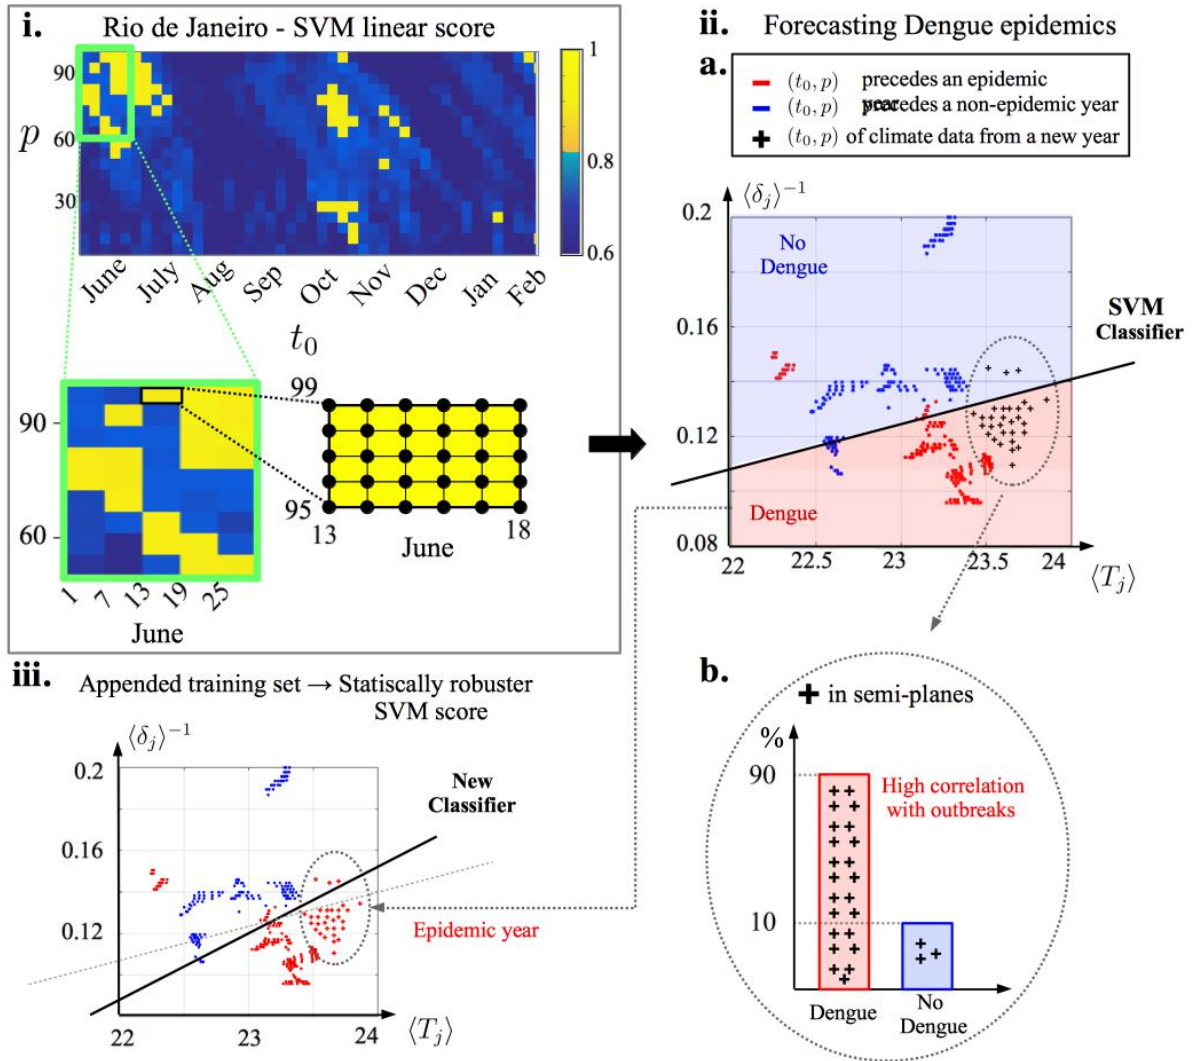 i. Rio de Janeiro - SVM linear score
90
p
60
30
1
0.8
0.6
June July Aug Sep Oct Nov Dec Jan Feb
t₀
90
60
1 7 13 19 25
June
99
95
13 18
June
ii. Forecasting Dengue epidemics
a.
(t₀, p) precedes an epidemic
year
(t₀, p) precedes a non-epidemic year
(t₀, p) of climate data from a new year
⟨δⱼ⟩⁻¹
0.2
No
Dengue
0.16
SVM
Classifier
0.12
Dengue
0.08
22 22.5 23 23.5 24
⟨Tⱼ⟩
b.
+ in semi-planes
%
90
High correlation
with outbreaks
10
Dengue
No
Dengue
iii. Appended training set → Statiscally robuster
SVM score
⟨δⱼ⟩⁻¹
0.2
New
Classifier
0.16
0.12
Epidemic year
22 23 24
⟨Tⱼ⟩